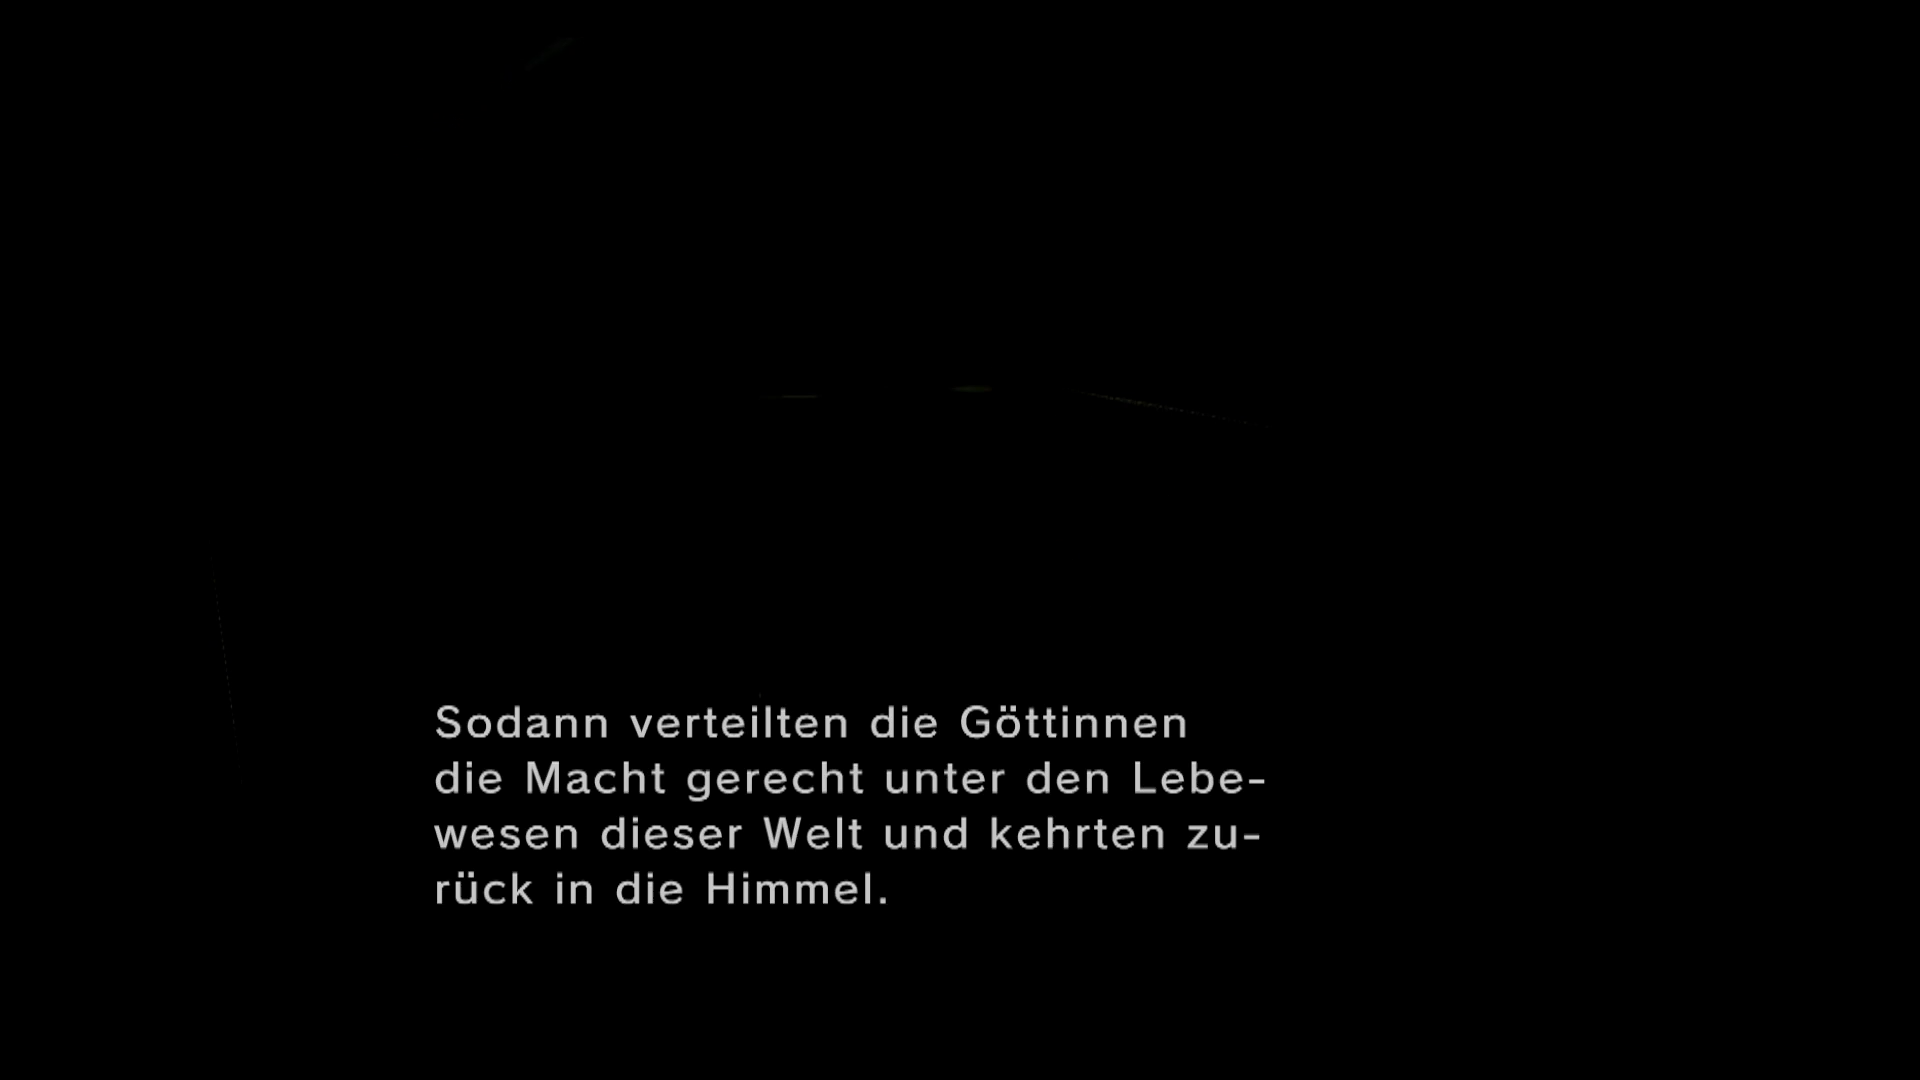 Sodann verteilten die Göttinnen
die Macht gerecht unter den Lebe-
wesen dieser Welt und kehrten zu-
rück in die Himmel.